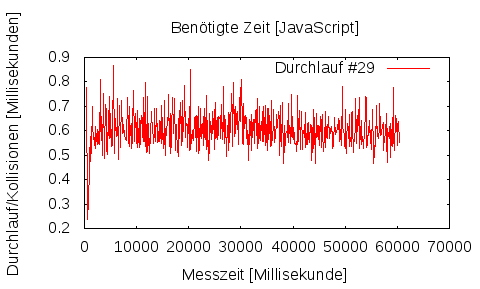 Benötigte Zeit [JavaScript]
Durchlauf/Kollisionen [Millisekunden]
Durchlauf #29
0.9
0.8
0.7
0.6
0.5
0.4
0.3
0.2
0 10000 20000 30000 40000 50000 60000 70000
Messzeit [Millisekunde]